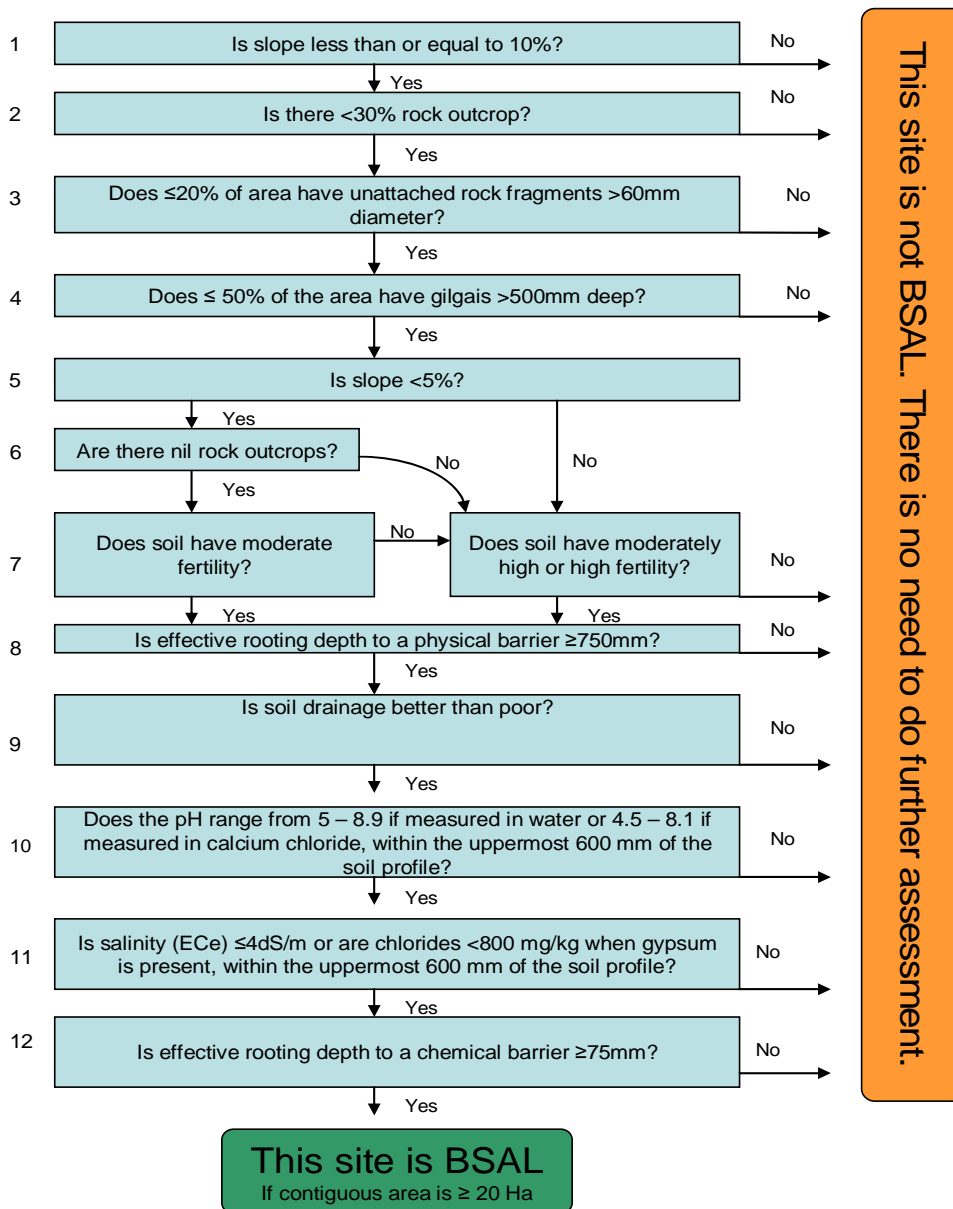 1
Is slope less than or equal to 10%?
No
Yes
2
Is there <30% rock outcrop?
No
Yes
3
Does ≤20% of area have unattached rock fragments >60mm
diameter?
No
Yes
4
Does ≤ 50% of the area have gilgais >500mm deep?
No
Yes
5
Is slope <5%?
Yes
No
6
Are there nil rock outcrops?
No
Yes
7
Does soil have moderate
fertility?
No
Does soil have moderately
high or high fertility?
No
Yes
Yes
8
Is effective rooting depth to a physical barrier ≥750mm?
No
Yes
9
Is soil drainage better than poor?
No
Yes
10
Does the pH range from 5 – 8.9 if measured in water or 4.5 – 8.1 if
measured in calcium chloride, within the uppermost 600 mm of the
soil profile?
No
Yes
11
Is salinity (ECe) ≤4dS/m or are chlorides <800 mg/kg when gypsum
is present, within the uppermost 600 mm of the soil profile?
No
Yes
12
Is effective rooting depth to a chemical barrier ≥75mm?
No
Yes
This site is BSAL
If contiguous area is ≥ 20 Ha
This site is not BSAL. There is no need to do further assessment.